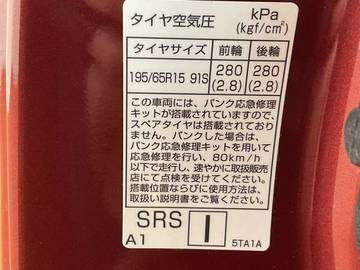 タイヤ空気圧 kPa
(kgf/cm²)
タイヤサイズ 前輪 後輪
195/65R15 91S 280 280
(2.8) (2.8)
この車両には、パンク応急修理
キットが搭載されていますので、
スペアタイヤは搭載されており
ません。パンクした場合は、
パンク応急修理キットを用いて
応急修理を行い、80km/h
以下で走行し、速やかに取扱販売
店にて点検を受けてください。
搭載位置ならびに使用方法は、
取扱い説明書をご覧ください。
SRS I
A1 5TA1A